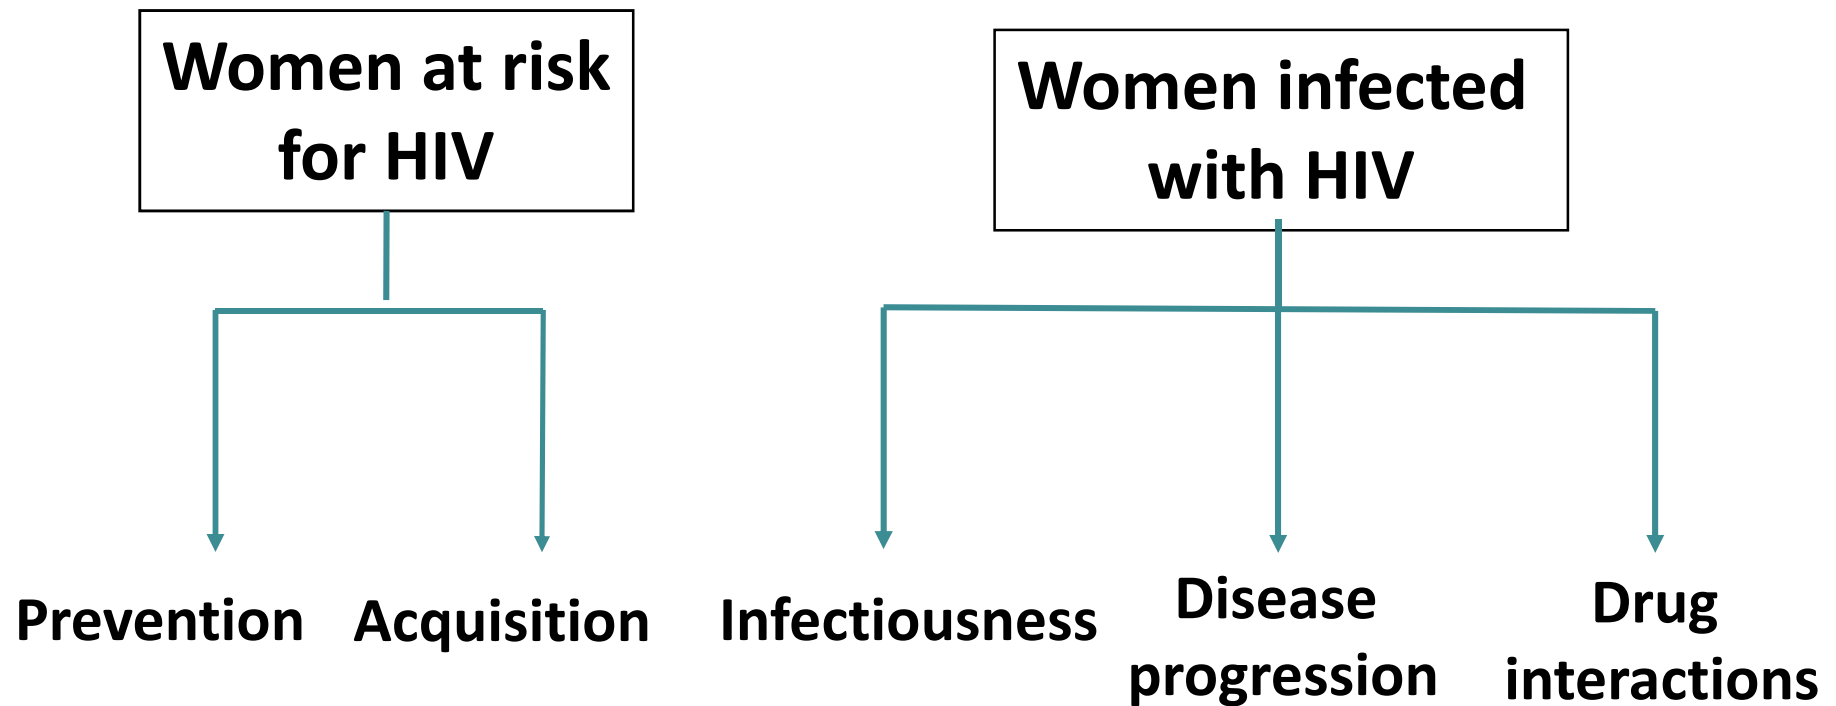 Women at risk
for HIV
Women infected
with HIV
Prevention
Acquisition
Infectiousness
Disease
progression
Drug
interactions